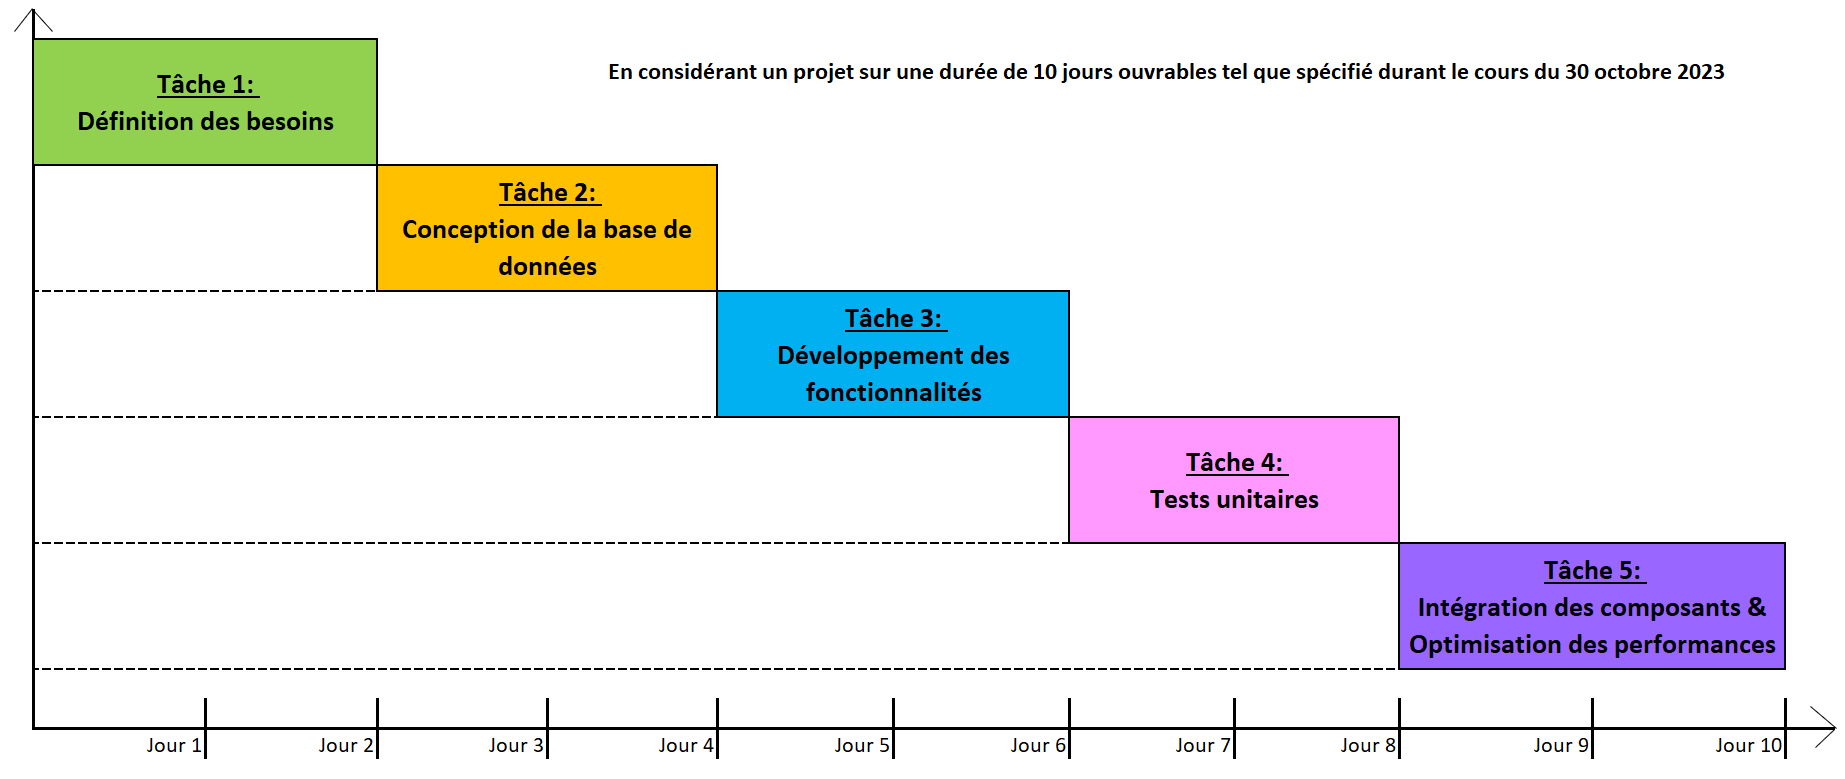 En considérant un projet sur une durée de 10 jours ouvrables tel que spécifié durant le cours du 30 octobre 2023
Tâche 1:
Définition des besoins
Tâche 2:
Conception de la base de
données
Tâche 3:
Développement des
fonctionnalités
Tâche 4:
Tests unitaires
Tâche 5:
Intégration des composants &
Optimisation des performances
Jour 1
Jour 2
Jour 3
Jour 4
Jour 5
Jour 6
Jour 7
Jour 8
Jour 9
Jour 10